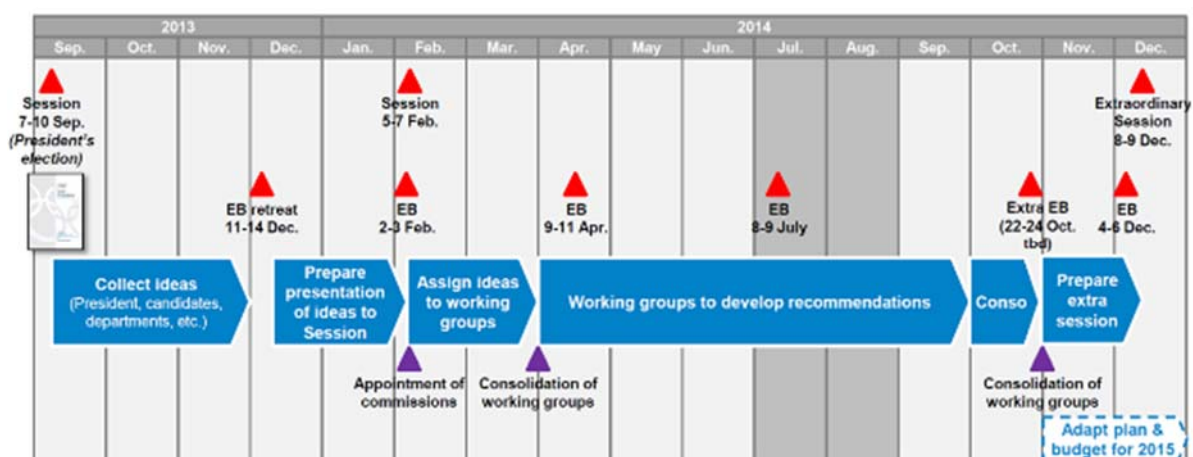 2013
2014
Sep. Oct. Nov. Dec. Jan. Feb. Mar. Apr. May Jun. Jul. Aug. Sep. Oct. Nov. Dec.
Session
7-10 Sep.
(President's
election)
Session
5-7 Feb.
Extraordinary
Session
8-9 Dec.
EB retreat
11-14 Dec.
EB
2-3 Feb.
EB
9-11 Apr.
EB
8-9 July
Extra EB
(22-24 Oct.
tbd)
EB
4-6 Dec.
Collect ideas
(President, candidates,
departments, etc.)
Prepare
presentation
of ideas to
Session
Assign ideas
to working
groups
Working groups to develop recommendations
Conso
Prepare
extra
session
Appointment of
commissions
Consolidation of
working groups
Consolidation of
working groups
Adapt plan &
budget for 2015